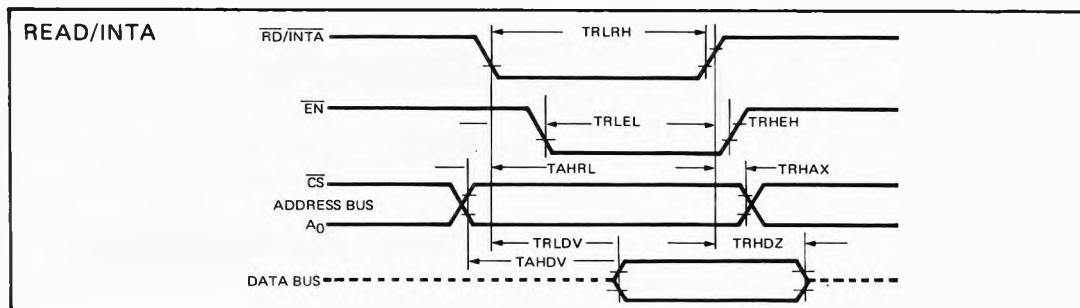 READ/INTA
RD/INTA
TRLRH
EN
TRLEL
TRHEH
TAHRL
TRHAX
CS
ADDRESS BUS
A0
TRLDV
TRHDZ
TAHDV
DATA BUS